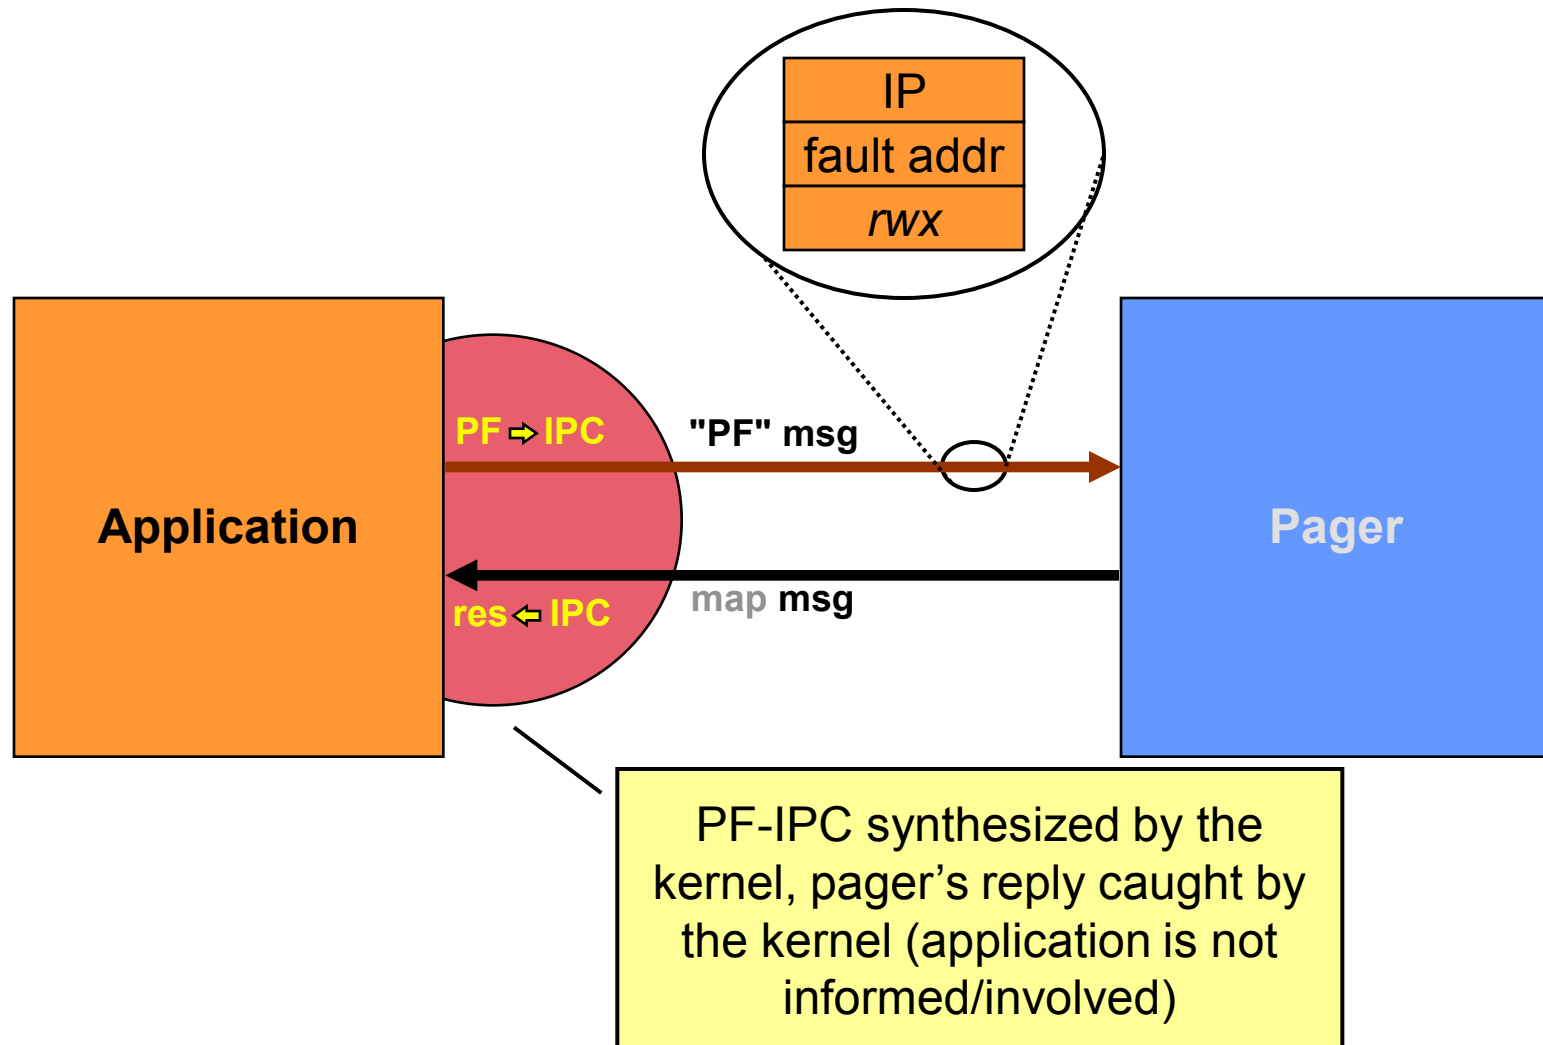 IP
fault addr
rwx
PF IPC
"PF" msg
Application
Pager
res IPC
map msg
PF-IPC synthesized by the
kernel, pager’s reply caught by
the kernel (application is not
informed/involved)